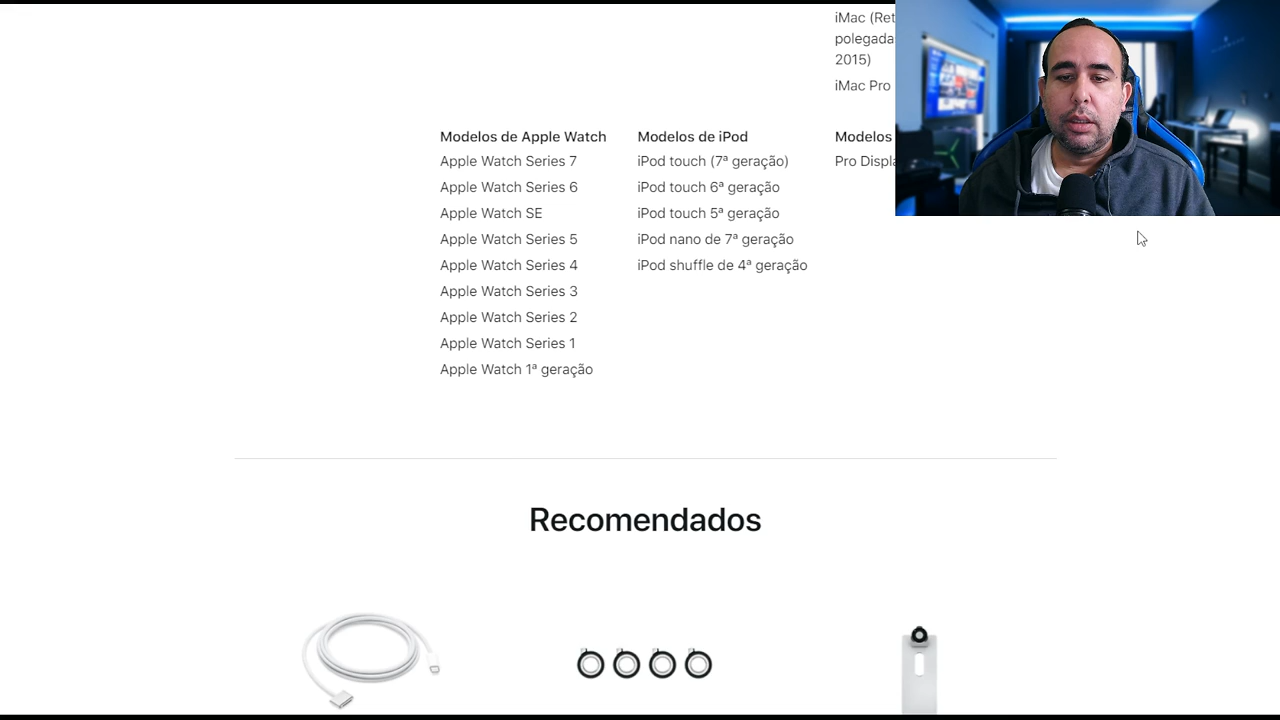 iMac (Ret
polegada
2015)
iMac Pro
Modelos de Apple Watch
Apple Watch Series 7
Apple Watch Series 6
Apple Watch SE
Apple Watch Series 5
Apple Watch Series 4
Apple Watch Series 3
Apple Watch Series 2
Apple Watch Series 1
Apple Watch 1ª geração
Modelos de iPod
iPod touch (7ª geração)
iPod touch 6ª geração
iPod touch 5ª geração
iPod nano de 7ª geração
iPod shuffle de 4ª geração
Modelos
Pro Displa
Recomendados